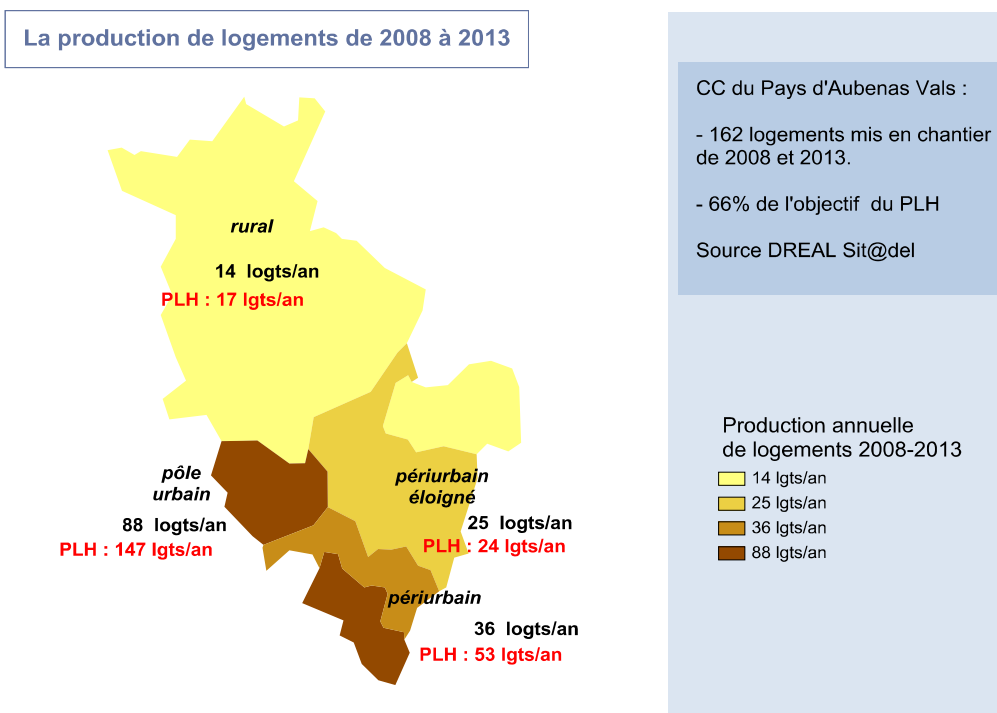 La production de logements de 2008 à 2013
CC du Pays d'Aubenas Vals :
- 162 logements mis en chantier
de 2008 et 2013.
- 66% de l'objectif du PLH
Source DREAL Sit@del
rural
14 logts/an
PLH : 17 lgts/an
pôle
urbain
88 logts/an
PLH : 147 lgts/an
périurbain
éloigné
25 logts/an
PLH : 24 lgts/an
périurbain
36 logts/an
PLH : 53 lgts/an
Production annuelle
de logements 2008-2013
14 lgts/an
25 lgts/an
36 lgts/an
88 lgts/an